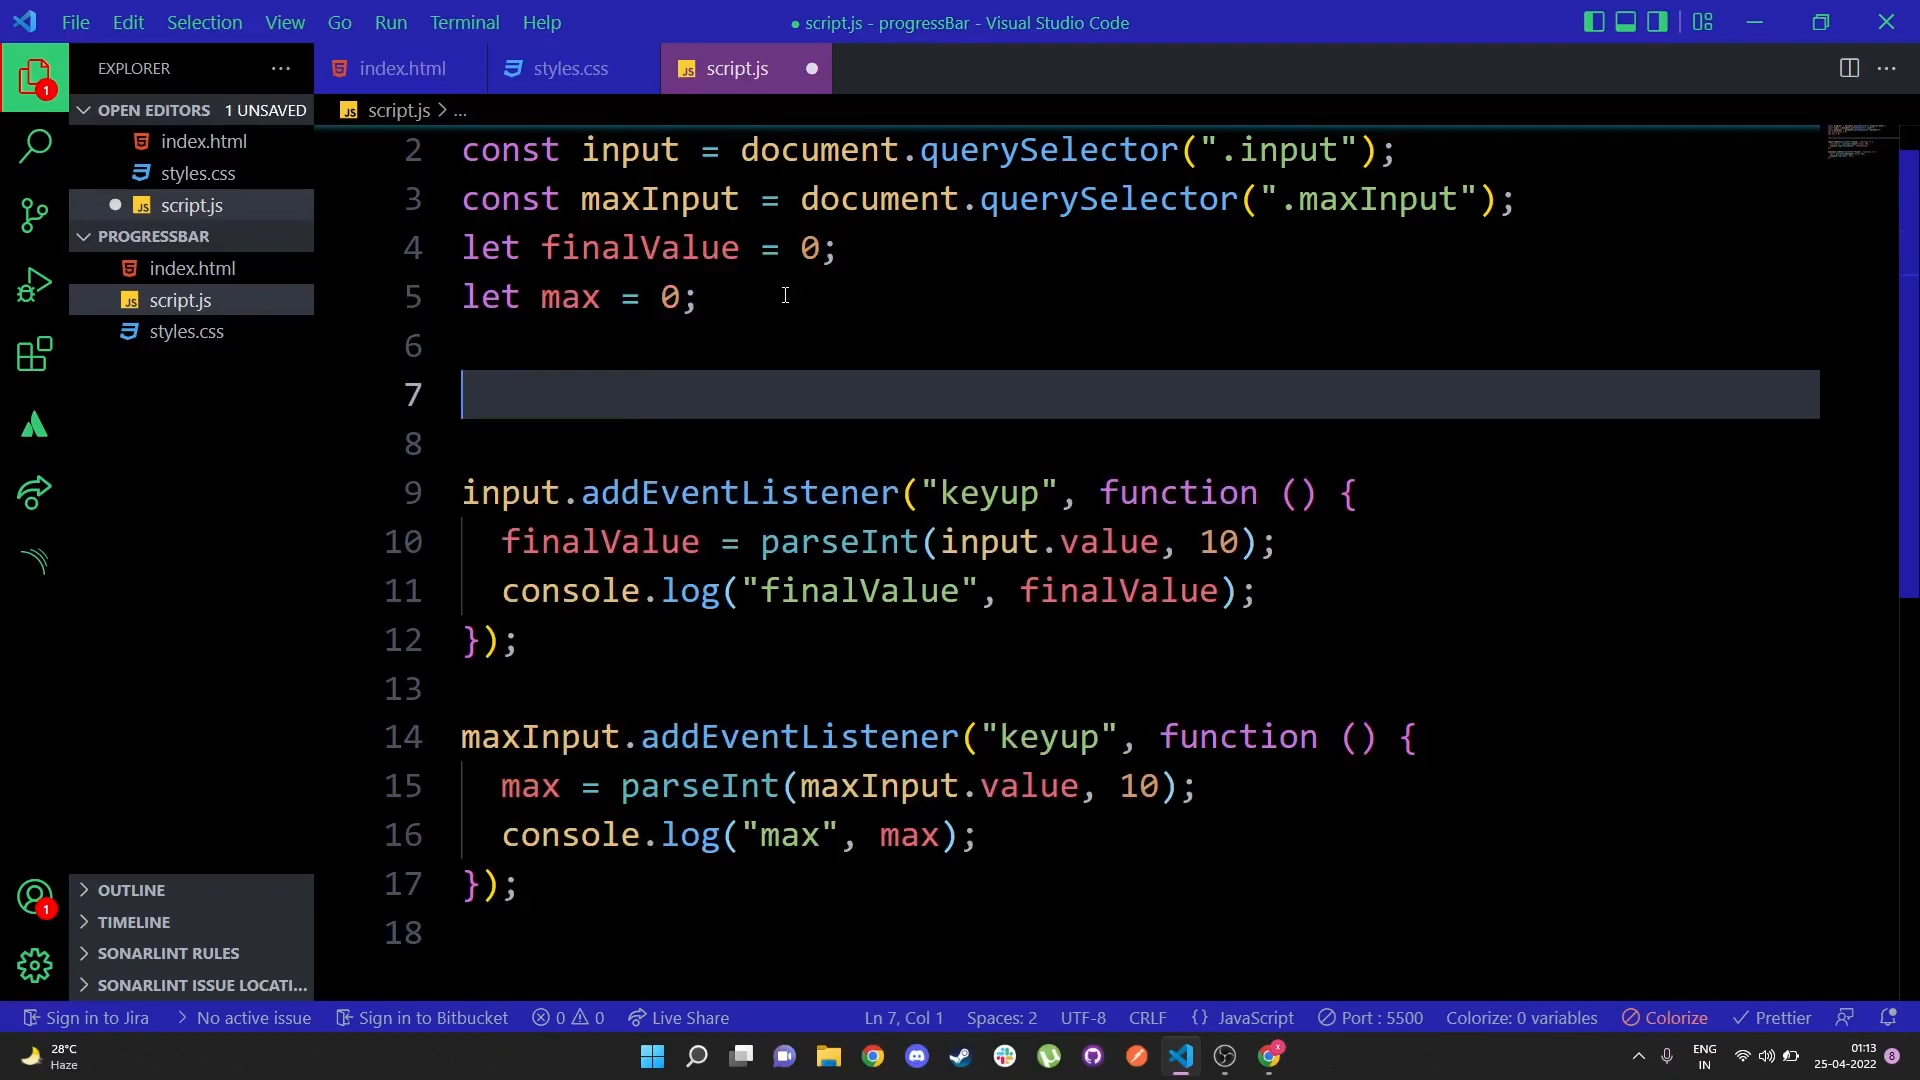 File Edit Selection View Go Run Terminal Help
● script.js - progressBar - Visual Studio Code
EXPLORER
index.html
styles.css
script.js
OPEN EDITORS 1 UNSAVED
index.html
styles.css
script.js
PROGRESSBAR
index.html
script.js
styles.css
OUTLINE
TIMELINE
SONARLINT RULES
SONARLINT ISSUE LOCATI...
script.js > ...
2 const input = document.querySelector(".input");
3 const maxInput = document.querySelector(".maxInput");
4 let finalValue = 0;
5 let max = 0;
6
7
8
9 input.addEventListener("keyup", function () {
10 finalValue = parseInt(input.value, 10);
11 console.log("finalValue", finalValue);
12 });
13
14 maxInput.addEventListener("keyup", function () {
15 max = parseInt(maxInput.value, 10);
16 console.log("max", max);
17 });
18
1
1
Sign in to Jira No active issue Sign in to Bitbucket 0 0 Live Share Ln 7, Col 1 Spaces: 2 UTF-8 CRLF {} JavaScript Port : 5500 Colorize: 0 variables Colorize Prettier
28°C
Haze
ENG
IN
01:13
25-04-2022
8